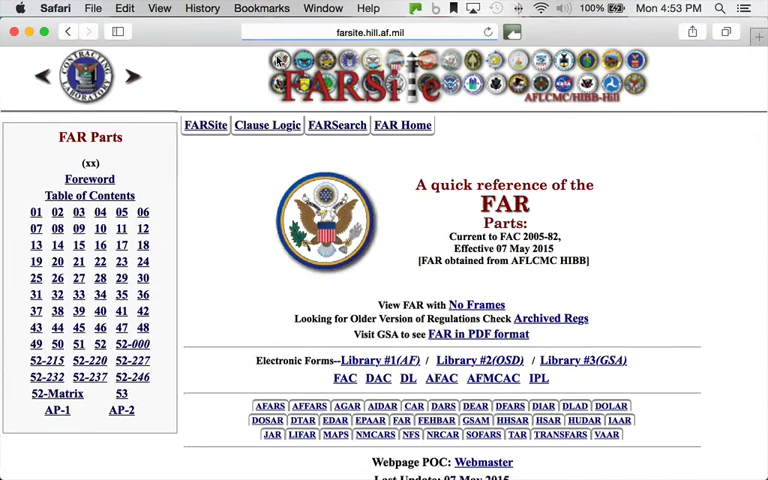 Safari File Edit View History Bookmarks Window Help 100% Mon 4:53 PM
farsite.hill.af.mil
CONTRACTING LABORATORY
FARSite
AFLCMC/HIBB-Hill
FARSite Clause Logic FARSearch FAR Home
FAR Parts
(xx)
Foreword
Table of Contents
01 02 03 04 05 06
07 08 09 10 11 12
13 14 15 16 17 18
19 20 21 22 23 24
25 26 27 28 29 30
31 32 33 34 35 36
37 38 39 40 41 42
43 44 45 46 47 48
49 50 51 52 52-000
52-215 52-220 52-227
52-232 52-237 52-246
52-Matrix 53
AP-1 AP-2
A quick reference of the
FAR
Parts:
Current to FAC 2005-82,
Effective 07 May 2015
[FAR obtained from AFLCMC HIBB]
View FAR with No Frames
Looking for Older Version of Regulations Check Archived Regs
Visit GSA to see FAR in PDF format
Electronic Forms--Library #1(AF) / Library #2(OSD) / Library #3(GSA)
FAC DAC DL AFAC AFMCAC IPL
AFARS AFFARS AGAR AIDAR CAR DARS DEAR DFARS DIAR DLAD DOLAR
DOSAR DTAR EDAR EPAAR FAR FEHBAR GSAM HHSAR HSAR HUDAR IAAR
JAR LIFAR MAPS NMCARS NFS NRCAR SOFARS TAR TRANSFARS VAAR
Webpage POC: Webmaster
Last Update: 07 May 2015